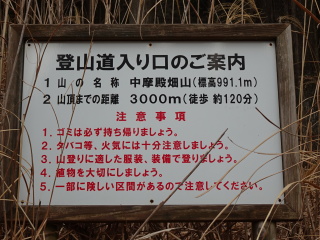 登山道入り口のご案内
1 山の名称 中摩殿畑山(標高991.1m)
2 山頂までの距離 3000m(徒歩 約120分)
注意事項
1. ゴミは必ず持ち帰りましょう。
2. タバコ等、火気には十分注意しましょう。
3. 山登りに適した服装、装備で登りましょう。
4. 植物を大切にしましょう。
5. 一部に険しい区間があるので注意してください。